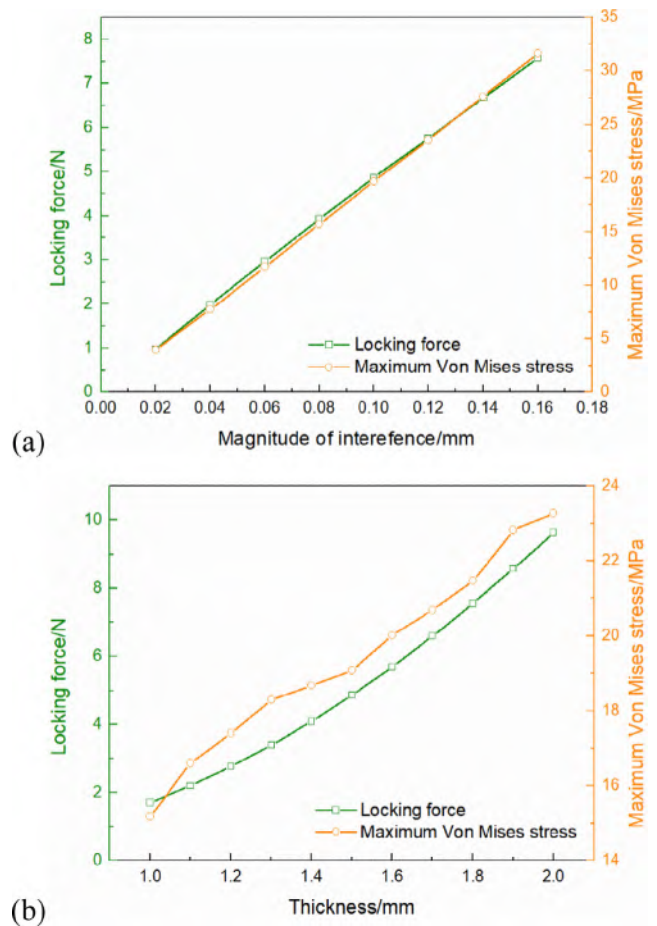 (a)
8
7
6
5
4
3
2
1
0
Locking force/N
35
30
25
20
15
10
5
0
Maximum Von Mises stress/MPa
Locking force
Maximum Von Mises stress
0.00 0.02 0.04 0.06 0.08 0.10 0.12 0.14 0.16 0.18
Magnitude of interefence/mm
(b)
10
8
6
4
2
0
Locking force/N
24
22
20
18
15
14
Maximum Von Mises stress/MPa
Locking force
Maximum Von Mises stress
1.0 1.2 1.4 1.6 1.8 2.0
Thickness/mm